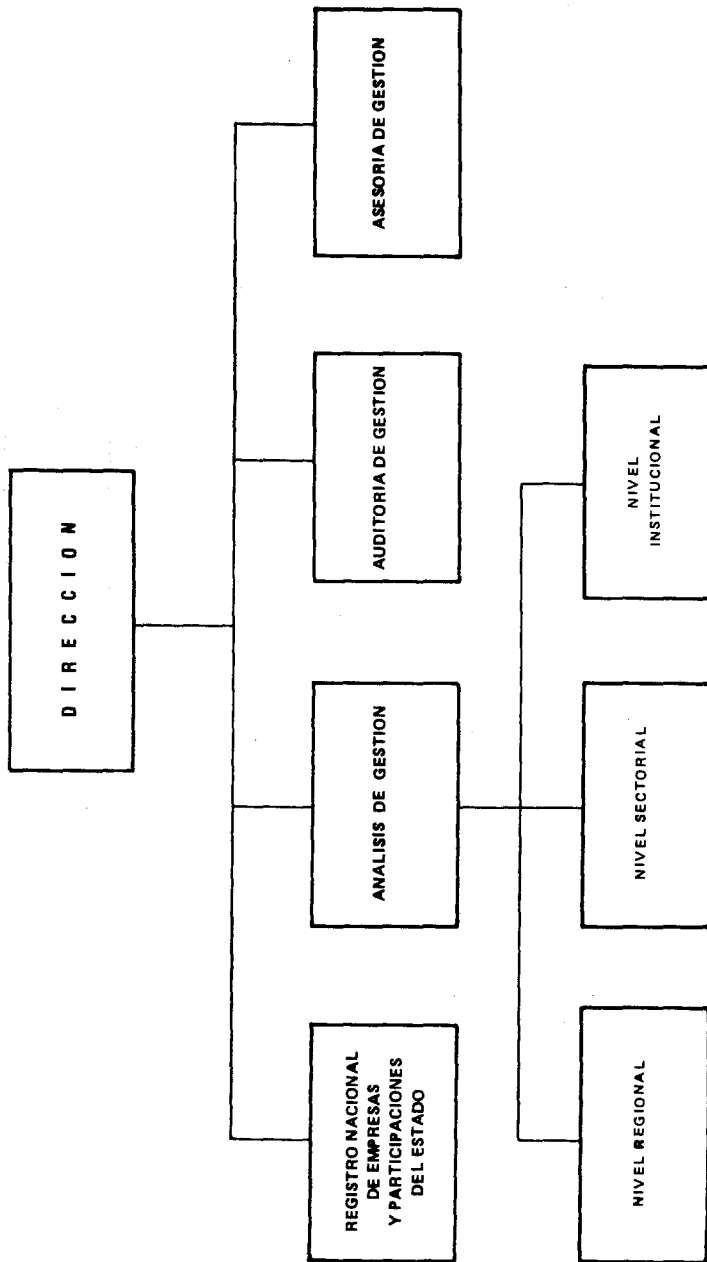 D I R E C C I O N
REGISTRO NACIONAL
DE EMPRESAS
Y PARTICIPACIONES
DEL ESTADO
ANALISIS DE GESTION
AUDITORIA DE GESTION
ASESORIA DE GESTION
NIVEL REGIONAL
NIVEL SECTORIAL
NIVEL
INSTITUCIONAL